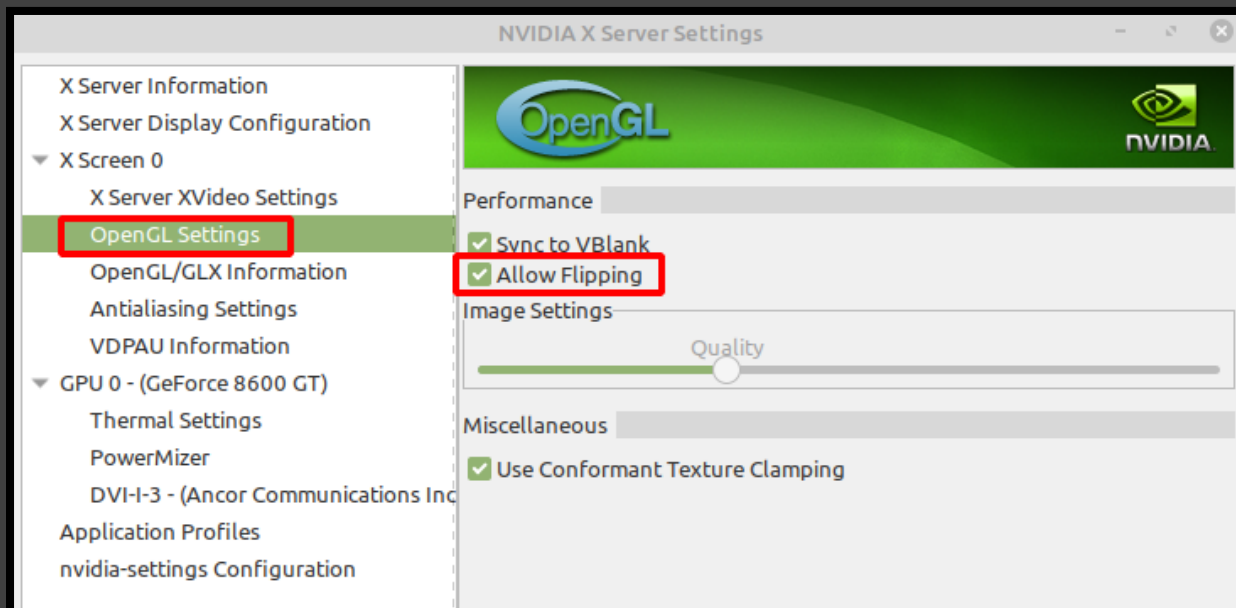 NVIDIA X Server Settings
X Server Information
X Server Display Configuration
X Screen 0
X Server XVideo Settings
OpenGL Settings
OpenGL/GLX Information
Antialiasing Settings
VDPAU Information
GPU 0 - (GeForce 8600 GT)
Thermal Settings
PowerMizer
DVI-I-3 - (Ancor Communications Inc
Application Profiles
nvidia-settings Configuration
OpenGL
NVIDIA.
Performance
Sync to VBlank
Allow Flipping
Image Settings
Quality
Miscellaneous
Use Conformant Texture Clamping